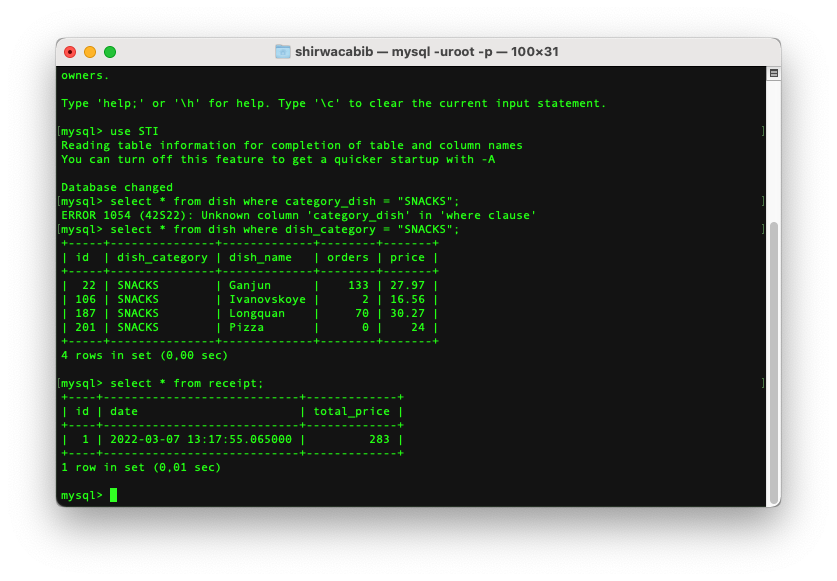 shirwacabib — mysql -uroot -p — 100×31
owners.
Type 'help;' or '\h' for help. Type '\c' to clear the current input statement.
[mysql> use STI ]
Reading table information for completion of table and column names
You can turn off this feature to get a quicker startup with -A
Database changed
[mysql> select * from dish where category_dish = "SNACKS"; ]
ERROR 1054 (42S22): Unknown column 'category_dish' in 'where clause'
[mysql> select * from dish where dish_category = "SNACKS"; ]
+-----+---------------+-------------+--------+-------+
| id  | dish_category | dish_name   | orders | price |
+-----+---------------+-------------+--------+-------+
|  22 | SNACKS        | Ganjun      |    133 | 27.97 |
| 106 | SNACKS        | Ivanovskoye |      2 | 16.56 |
| 187 | SNACKS        | Longquan    |     70 | 30.27 |
| 201 | SNACKS        | Pizza       |      0 |    24 |
+-----+---------------+-------------+--------+-------+
4 rows in set (0,00 sec)
[mysql> select * from receipt; ]
+----+----------------------------+-------------+
| id | date                       | total_price |
+----+----------------------------+-------------+
|  1 | 2022-03-07 13:17:55.065000 |         283 |
+----+----------------------------+-------------+
1 row in set (0,01 sec)
mysql>